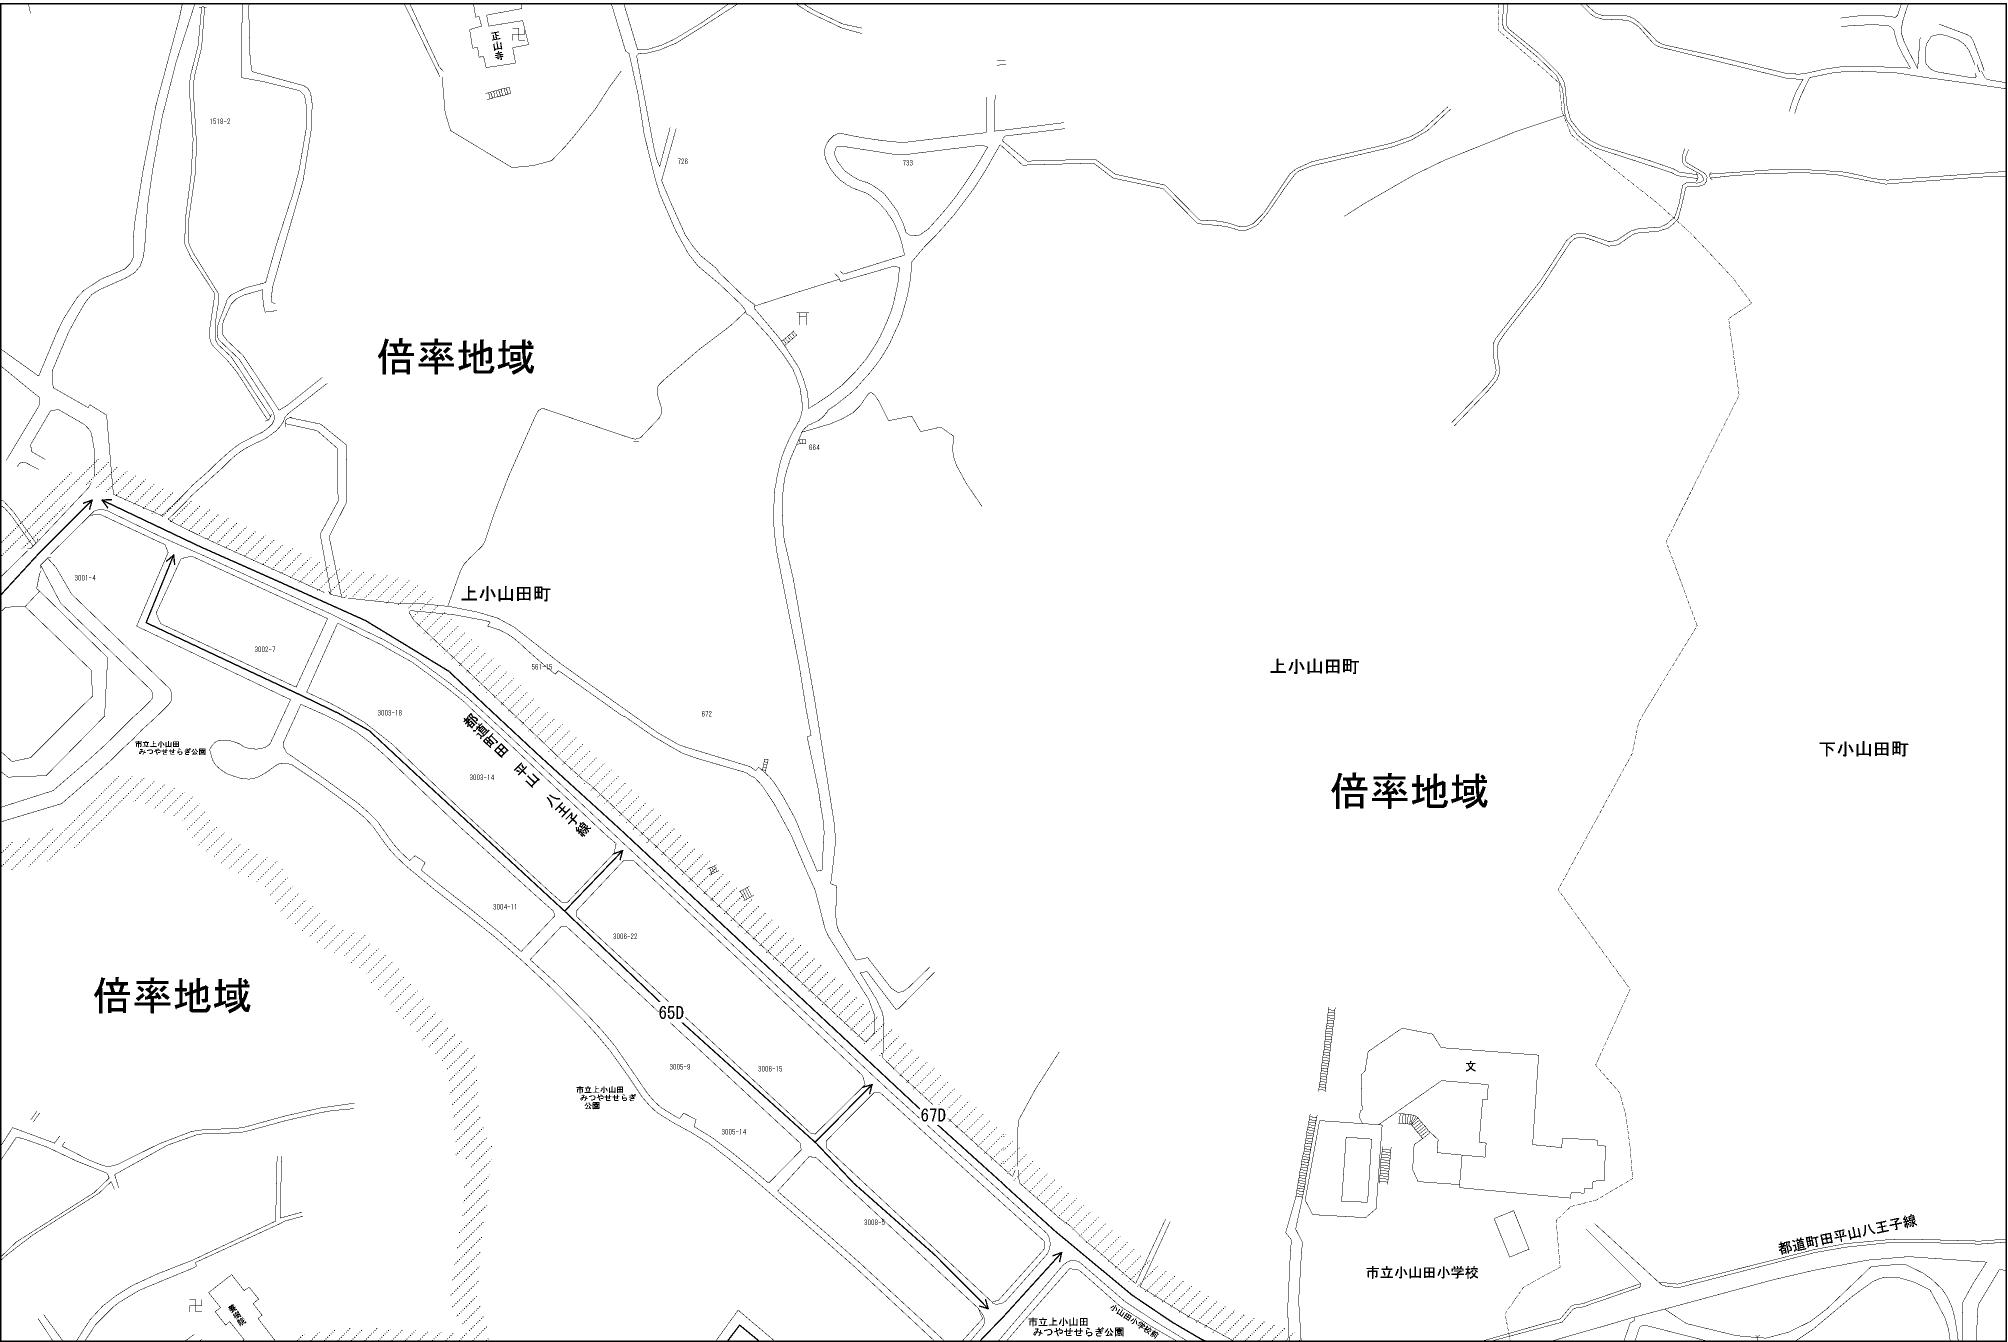 正山寺
1518-2
726
733
倍率地域
664
3001-4
上小山田町
3002-7
561-15
上小山田町
3003-18
672
都道町田 平山 八王子線
市立上小山田
みつやせせらぎ公園
下小山田町
3003-14
倍率地域
3004-11
3006-22
倍率地域
65D
3005-9
3006-15
文
市立上小山田
みつやせせらぎ
公園
67D
3005-14
3008-5
都道町田平山八王子線
市立小山田小学校
市立上小山田
みつやせせらぎ公園
小山田小学校前